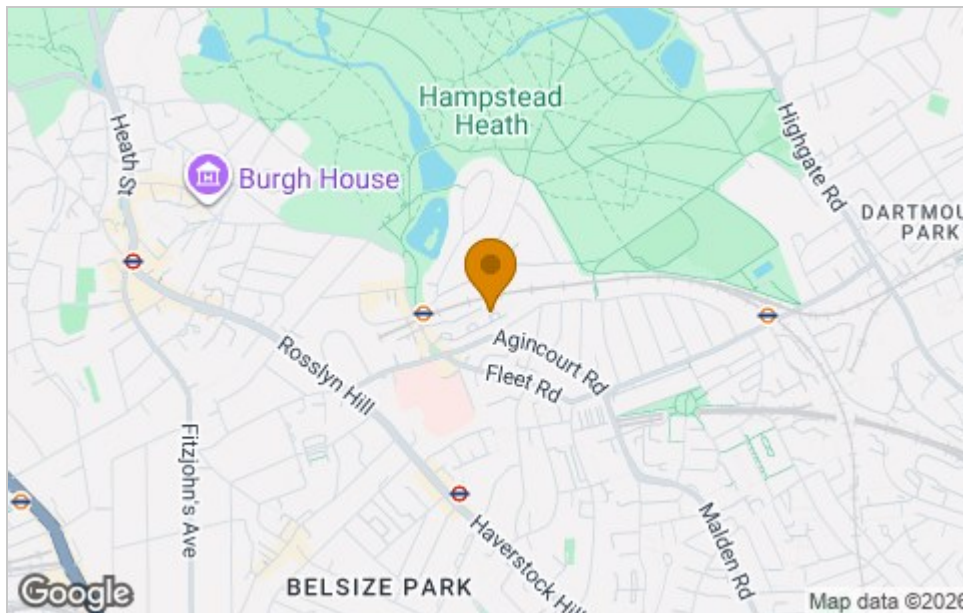 Hampstead
Heath
Heath St
Burgh House
Highgate Rd
DARTMOU
PARK
Agincourt Rd
Fleet Rd
Rosslyn Hill
Fitzjohn's Ave
Malden Rd
Haverstock Hill
BELSIZE PARK
Google
Map data ©2026